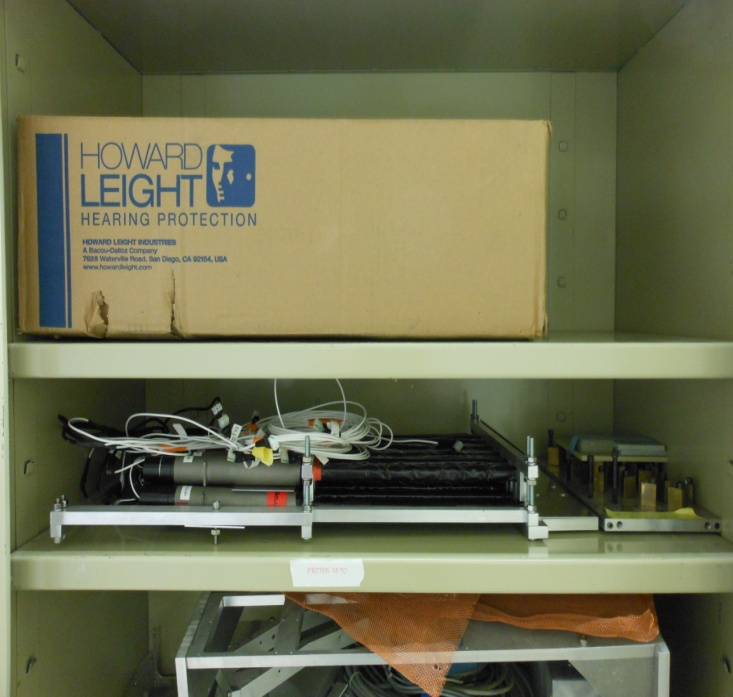 HOWARD
LEIGHT
HEARING PROTECTION
HOWARD LEIGHT INDUSTRIES
A Bacou-Dalloz Company
7828 Waterville Road, San Diego, CA 92154, USA
www.howardleight.com